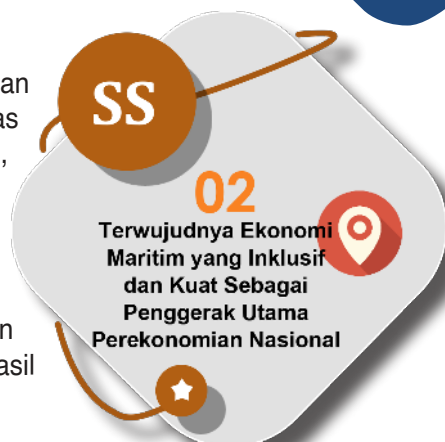 SS
02
Terwujudnya Ekonomi
Maritim yang Inklusif
dan Kuat Sebagai
Penggerak Utama
Perekonomian Nasional